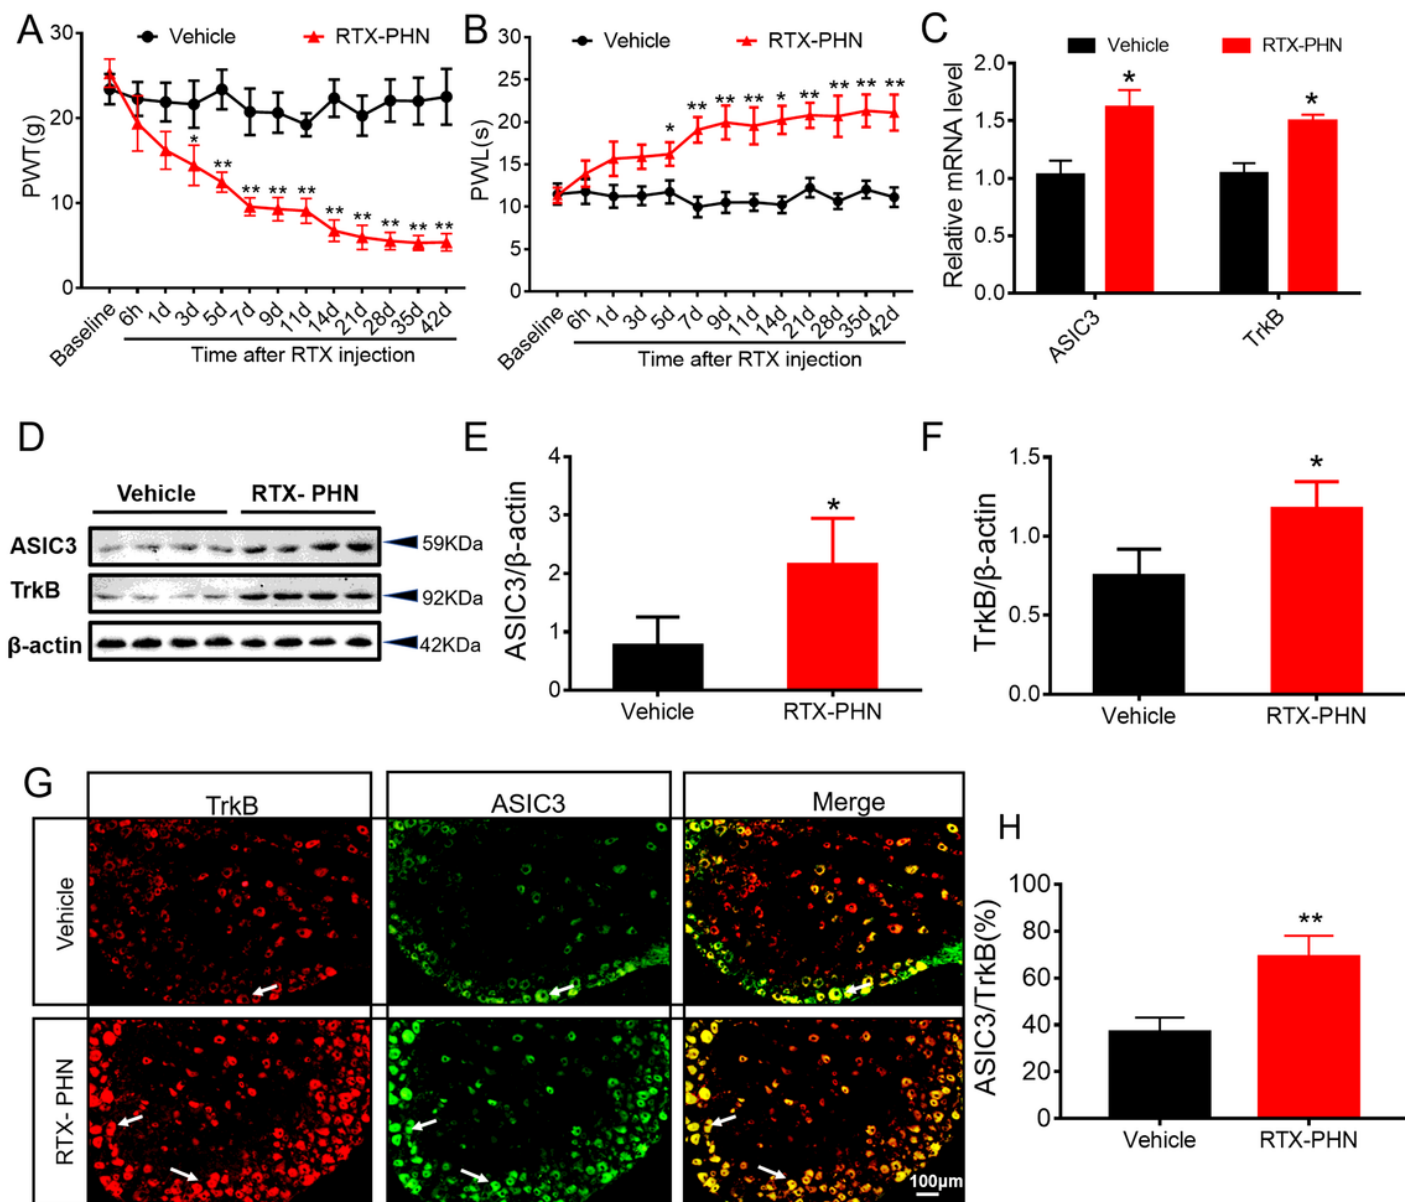 A
Vehicle
RTX-PHN
PWT(g)
30
20
10
0
* ** ** ** ** ** ** ** ** **
Baseline 6h 1d 3d 5d 7d 9d 11d 14d 21d 28d 35d 42d
Time after RTX injection
B
Vehicle
RTX-PHN
PWL(s)
30
25
20
15
10
5
0
* ** ** ** * ** ** ** **
Baseline 6h 1d 3d 5d 7d 9d 11d 14d 21d 28d 35d 42d
Time after RTX injection
C
Vehicle
RTX-PHN
Relative mRNA level
2.0
1.5
1.0
0.5
0.0
* *
ASIC3 TrkB
D
Vehicle RTX- PHN
ASIC3 59KDa
TrkB 92KDa
β-actin 42KDa
E
ASIC3/β-actin
4
3
2
1
0
*
Vehicle RTX-PHN
F
TrkB/β-actin
1.5
1.0
0.5
0.0
*
Vehicle RTX-PHN
G
TrkB ASIC3 Merge
Vehicle
RTX- PHN
100μm
H
ASIC3/TrkB(%)
100
80
60
40
20
0
**
Vehicle RTX-PHN